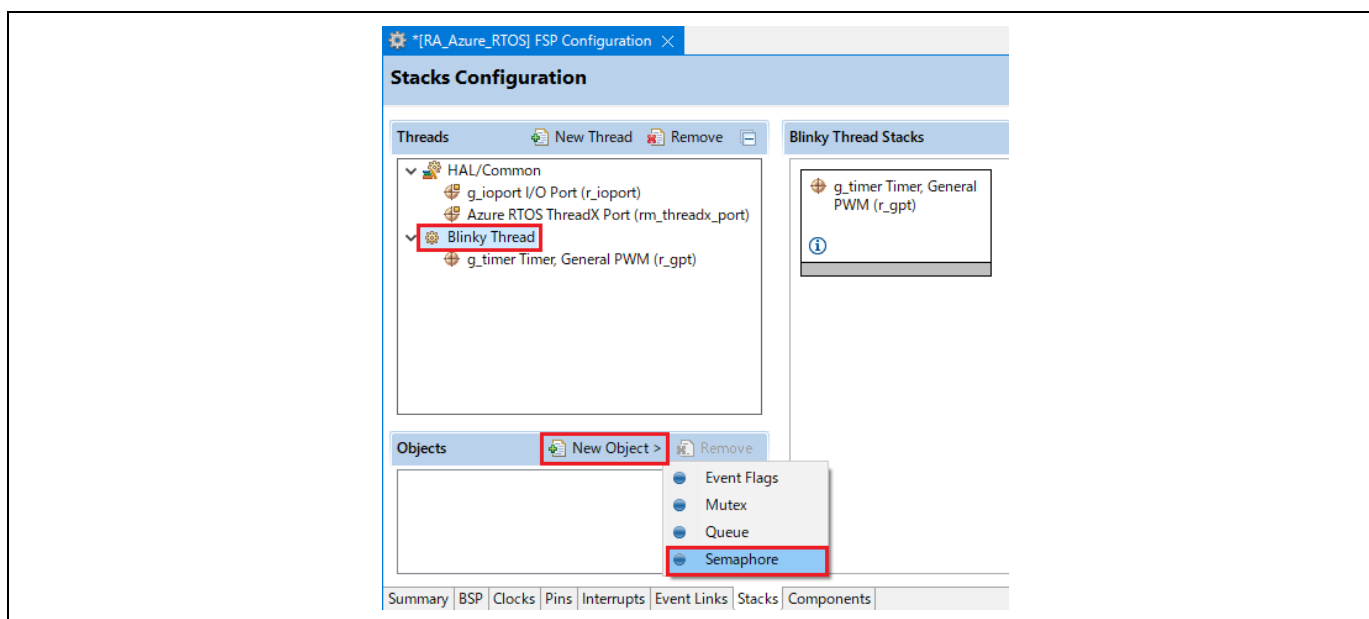 *[RA_Azure_RTOS] FSP Configuration
Stacks Configuration
Threads New Thread Remove
HAL/Common
g_ioport I/O Port (r_ioport)
Azure RTOS ThreadX Port (rm_threadx_port)
Blinky Thread
g_timer Timer, General PWM (r_gpt)
Blinky Thread Stacks
g_timer Timer, General
PWM (r_gpt)
Objects New Object > Remove
Event Flags
Mutex
Queue
Semaphore
Summary BSP Clocks Pins Interrupts Event Links Stacks Components